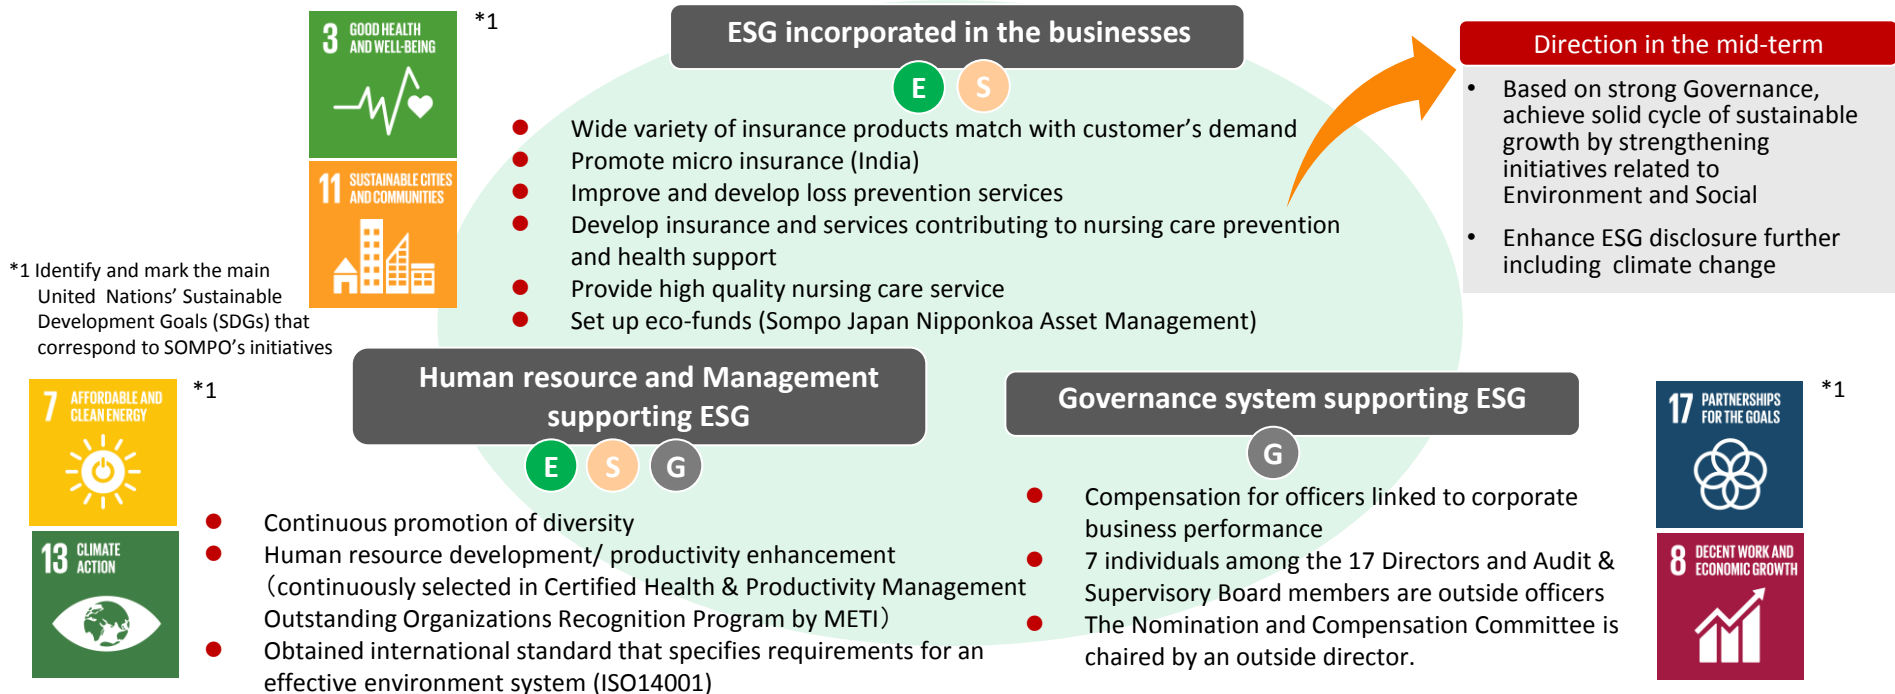 3 GOOD HEALTH
AND WELL-BEING
*1
11 SUSTAINABLE CITIES
AND COMMUNITIES
*1 Identify and mark the main
United Nations' Sustainable
Development Goals (SDGs) that
correspond to SOMPO's initiatives
ESG incorporated in the businesses
E S
● Wide variety of insurance products match with customer's demand
● Promote micro insurance (India)
● Improve and develop loss prevention services
● Develop insurance and services contributing to nursing care prevention
and health support
● Provide high quality nursing care service
● Set up eco-funds (Sompo Japan Nipponkoa Asset Management)
Direction in the mid-term
• Based on strong Governance,
achieve solid cycle of sustainable
growth by strengthening
initiatives related to
Environment and Social
• Enhance ESG disclosure further
including climate change
7 AFFORDABLE AND
CLEAN ENERGY
*1
13 CLIMATE
ACTION
Human resource and Management
supporting ESG
E S G
● Continuous promotion of diversity
● Human resource development/ productivity enhancement
（continuously selected in Certified Health & Productivity Management
Outstanding Organizations Recognition Program by METI）
● Obtained international standard that specifies requirements for an
effective environment system (ISO14001)
Governance system supporting ESG
G
● Compensation for officers linked to corporate
business performance
● 7 individuals among the 17 Directors and Audit &
Supervisory Board members are outside officers
● The Nomination and Compensation Committee is
chaired by an outside director.
17 PARTNERSHIPS
FOR THE GOALS
*1
8 DECENT WORK AND
ECONOMIC GROWTH